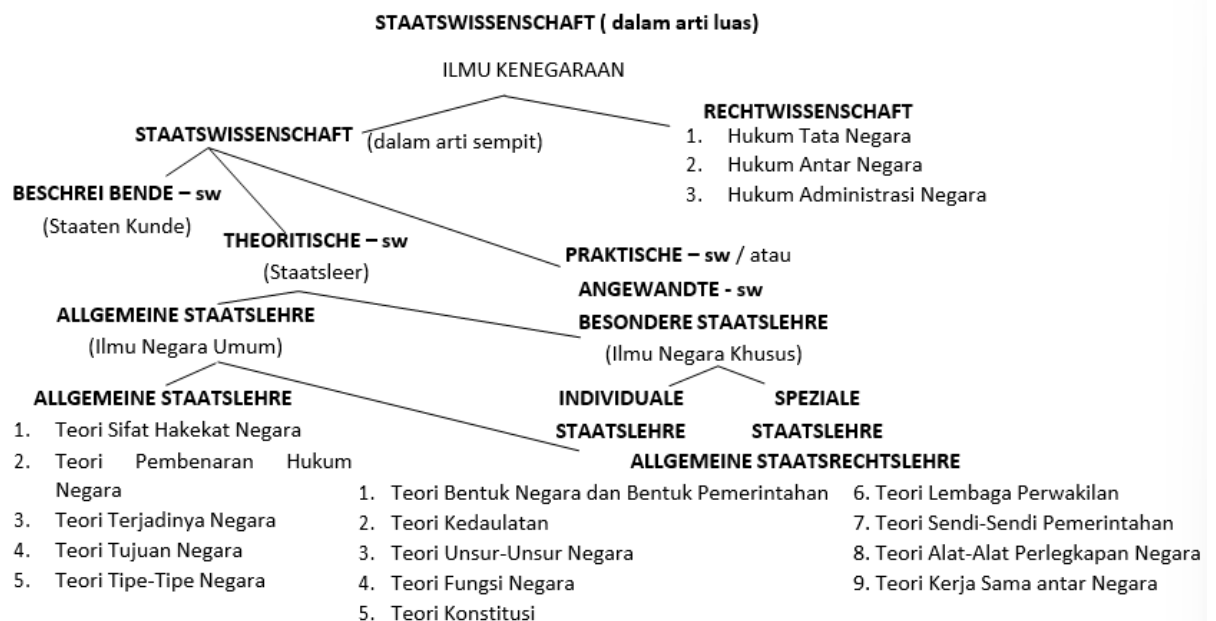 STAATSWISSENSCHAFT ( dalam arti luas)
ILMU KENEGARAAN
STAATSWISSENSCHAFT (dalam arti sempit)
RECHTWISSENSCHAFT
1. Hukum Tata Negara
2. Hukum Antar Negara
3. Hukum Administrasi Negara
BESCHREI BENDE – sw
(Staaten Kunde)
THEORITISCHE – sw
(Staatsleer)
PRAKTISCHE – sw / atau
ANGEWANDTE - sw
ALLGEMEINE STAATSLEHRE
(Ilmu Negara Umum)
BESONDERE STAATSLEHRE
(Ilmu Negara Khusus)
INDIVIDUALE
STAATSLEHRE
SPEZIALE
STAATSLEHRE
ALLGEMEINE STAATSLEHRE
1. Teori Sifat Hakekat Negara
2. Teori Pembenaran Hukum
Negara
3. Teori Terjadinya Negara
4. Teori Tujuan Negara
5. Teori Tipe-Tipe Negara
ALLGEMEINE STAATSRECHTSLEHRE
1. Teori Bentuk Negara dan Bentuk Pemerintahan
2. Teori Kedaulatan
3. Teori Unsur-Unsur Negara
4. Teori Fungsi Negara
5. Teori Konstitusi
6. Teori Lembaga Perwakilan
7. Teori Sendi-Sendi Pemerintahan
8. Teori Alat-Alat Perlegkapan Negara
9. Teori Kerja Sama antar Negara